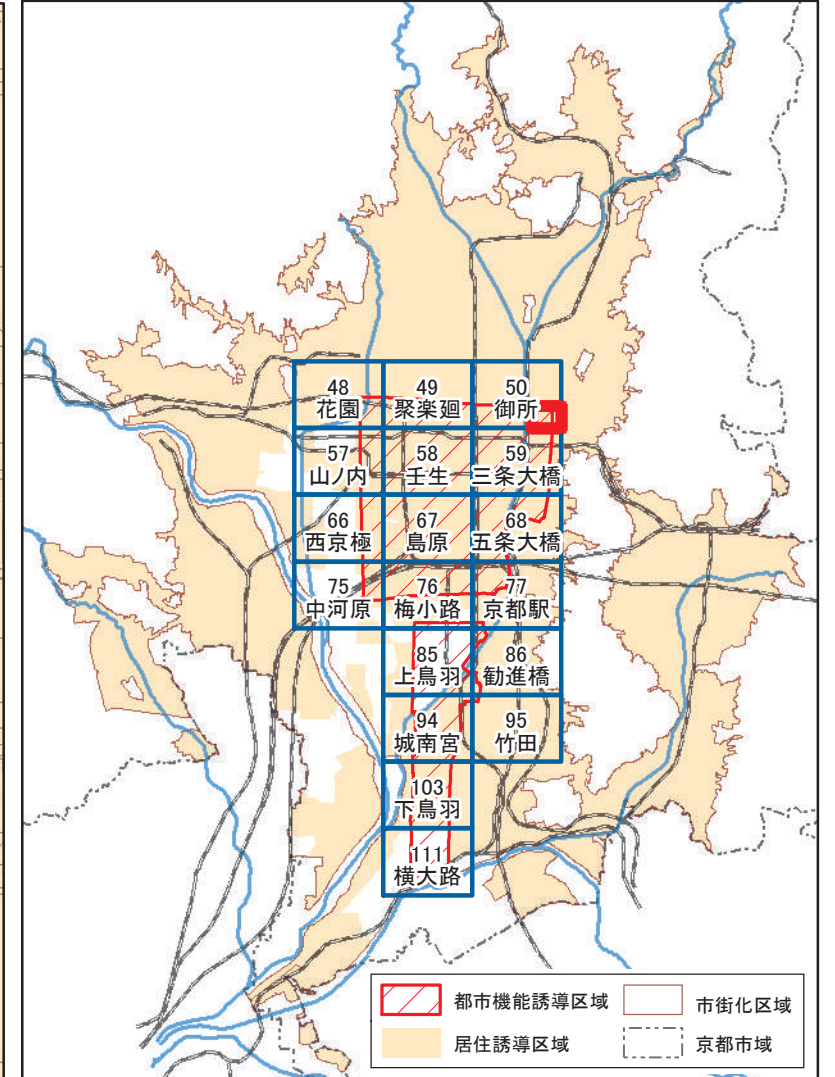 48
花園
49
聚楽廻
50
御所
57
山ノ内
58
壬生
59
三条大橋
66
西京極
67
島原
68
五条大橋
75
中河原
76
梅小路
77
京都駅
85
上鳥羽
86
勧進橋
94
城南宮
95
竹田
103
下鳥羽
111
横大路
都市機能誘導区域
市街化区域
居住誘導区域
京都市域